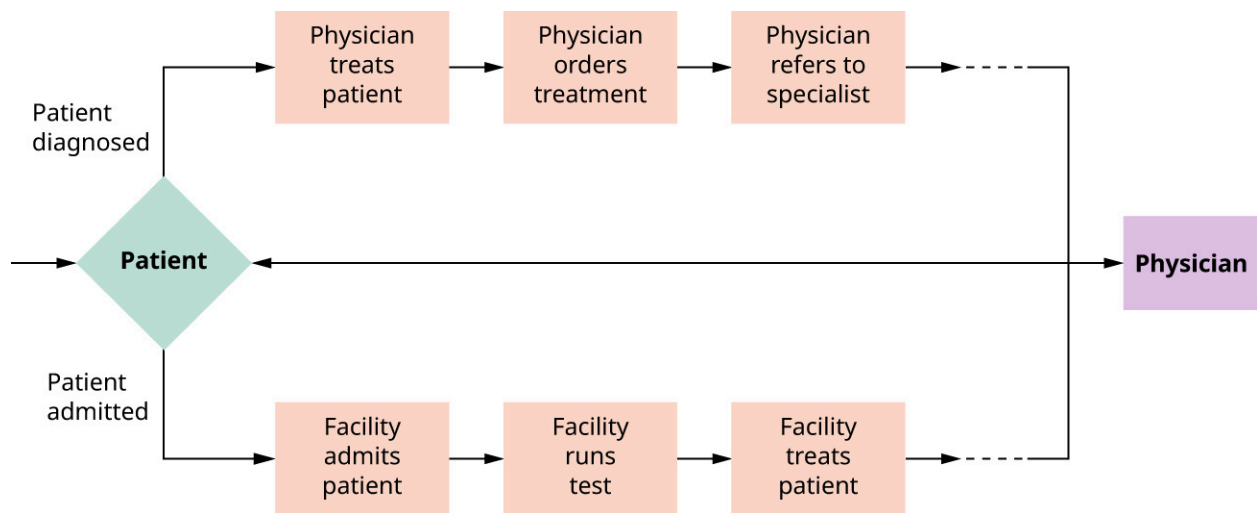 Physician
treats
patient
Physician
orders
treatment
Physician
refers to
specialist
Patient
diagnosed
Patient
Physician
Patient
admitted
Facility
admits
patient
Facility
runs
test
Facility
treats
patient